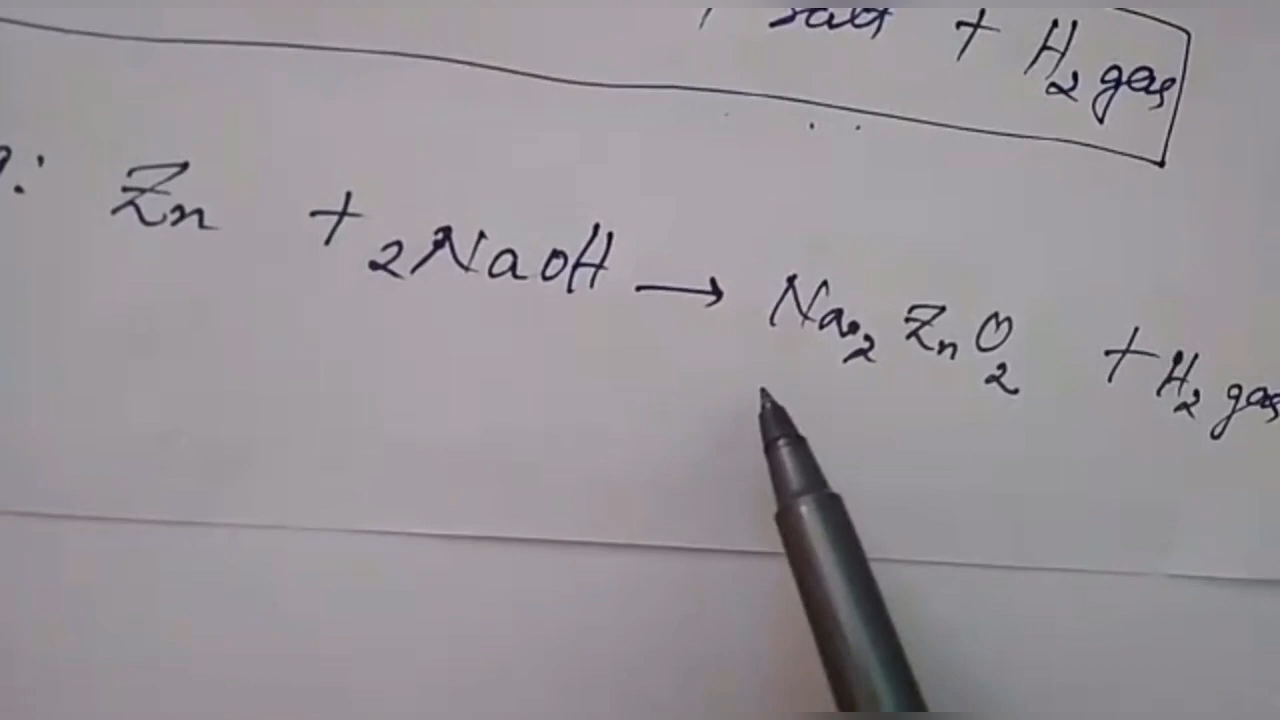 salt + H₂ gas
Zn + 2NaOH → Na₂ZnO₂ + H₂ gas